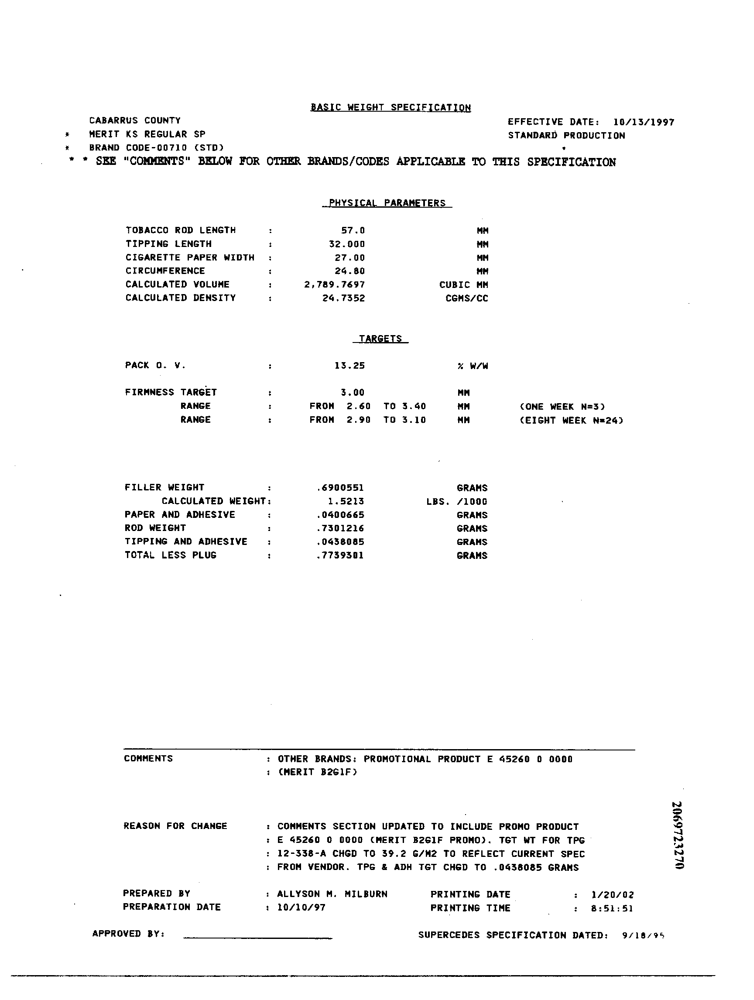 BASIC WEIGHT SPECIFICATION
CABARRUS COUNTY EFFECTIVE DATE: 10/13/1997
* MERIT KS REGULAR SP STANDARD PRODUCTION
* BRAND CODE-00710 (STD)
* * SEE "COMMENTS" BELOW FOR OTHER BRANDS/CODES APPLICABLE TO THIS SPECIFICATION
PHYSICAL PARAMETERS
TOBACCO ROD LENGTH : 57.0 MM
TIPPING LENGTH : 32.000 MM
CIGARETTE PAPER WIDTH : 27.00 MM
CIRCUMFERENCE : 24.80 MM
CALCULATED VOLUME : 2,789.7697 CUBIC MM
CALCULATED DENSITY : 24.7352 CGMS/CC
TARGETS
PACK O. V. : 13.25 % W/W
FIRMNESS TARGET : 3.00 MM
RANGE : FROM 2.60 TO 3.40 MM (ONE WEEK N=3)
RANGE : FROM 2.90 TO 3.10 MM (EIGHT WEEK N=24)
FILLER WEIGHT : .6900551 GRAMS
CALCULATED WEIGHT: 1.5213 LBS. /1000
PAPER AND ADHESIVE : .0400665 GRAMS
ROD WEIGHT : .7301216 GRAMS
TIPPING AND ADHESIVE : .0438085 GRAMS
TOTAL LESS PLUG : .7739301 GRAMS
COMMENTS : OTHER BRANDS: PROMOTIONAL PRODUCT E 45260 0 0000
: (MERIT B2G1F)
REASON FOR CHANGE : COMMENTS SECTION UPDATED TO INCLUDE PROMO PRODUCT
: E 45260 0 0000 (MERIT B2G1F PROMO). TGT WT FOR TPG
: 12-338-A CHGD TO 39.2 G/M2 TO REFLECT CURRENT SPEC
: FROM VENDOR. TPG & ADH TGT CHGD TO .0438085 GRAMS
PREPARED BY : ALLYSON M. MILBURN PRINTING DATE : 1/20/02
PREPARATION DATE : 10/10/97 PRINTING TIME : 8:51:51
APPROVED BY: SUPERCEDES SPECIFICATION DATED: 9/18/95
2069723270